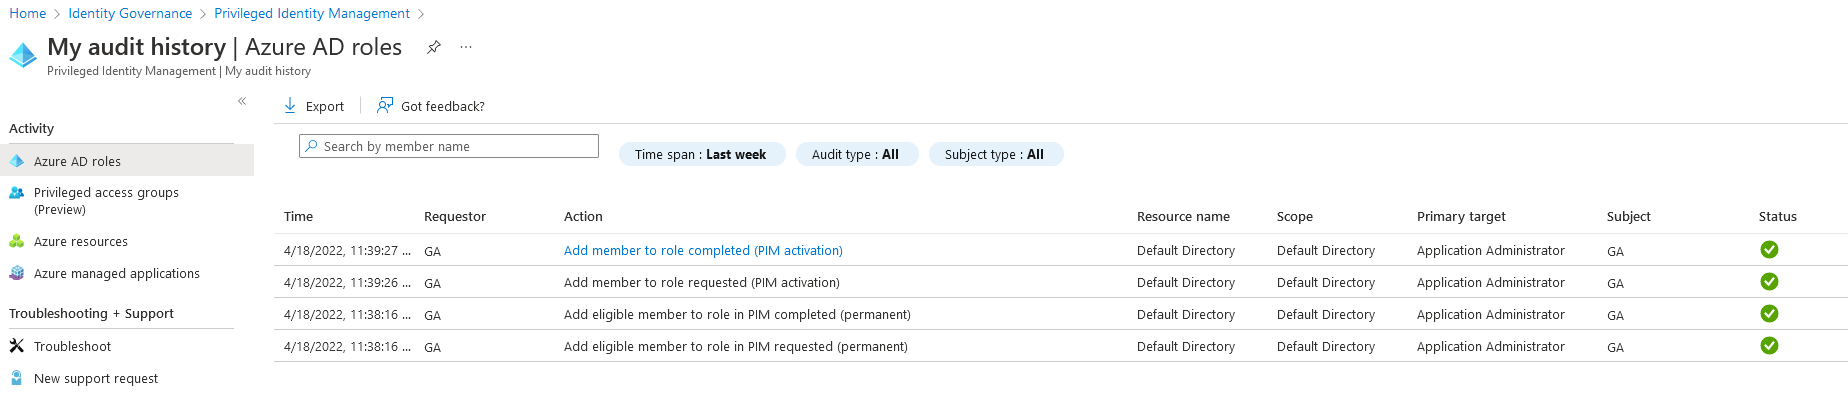 Home > Identity Governance > Privileged Identity Management >
My audit history | Azure AD roles ...
Privileged Identity Management | My audit history
«
Export Got feedback?
Activity
Search by member name
Time span : Last week Audit type : All Subject type : All
Azure AD roles
Privileged access groups
(Preview)
Azure resources
Azure managed applications
Troubleshooting + Support
Troubleshoot
New support request
Time Requestor Action Resource name Scope Primary target Subject Status
4/18/2022, 11:39:27 ... GA Add member to role completed (PIM activation) Default Directory Default Directory Application Administrator GA
4/18/2022, 11:39:26 ... GA Add member to role requested (PIM activation) Default Directory Default Directory Application Administrator GA
4/18/2022, 11:38:16 ... GA Add eligible member to role in PIM completed (permanent) Default Directory Default Directory Application Administrator GA
4/18/2022, 11:38:16 ... GA Add eligible member to role in PIM requested (permanent) Default Directory Default Directory Application Administrator GA